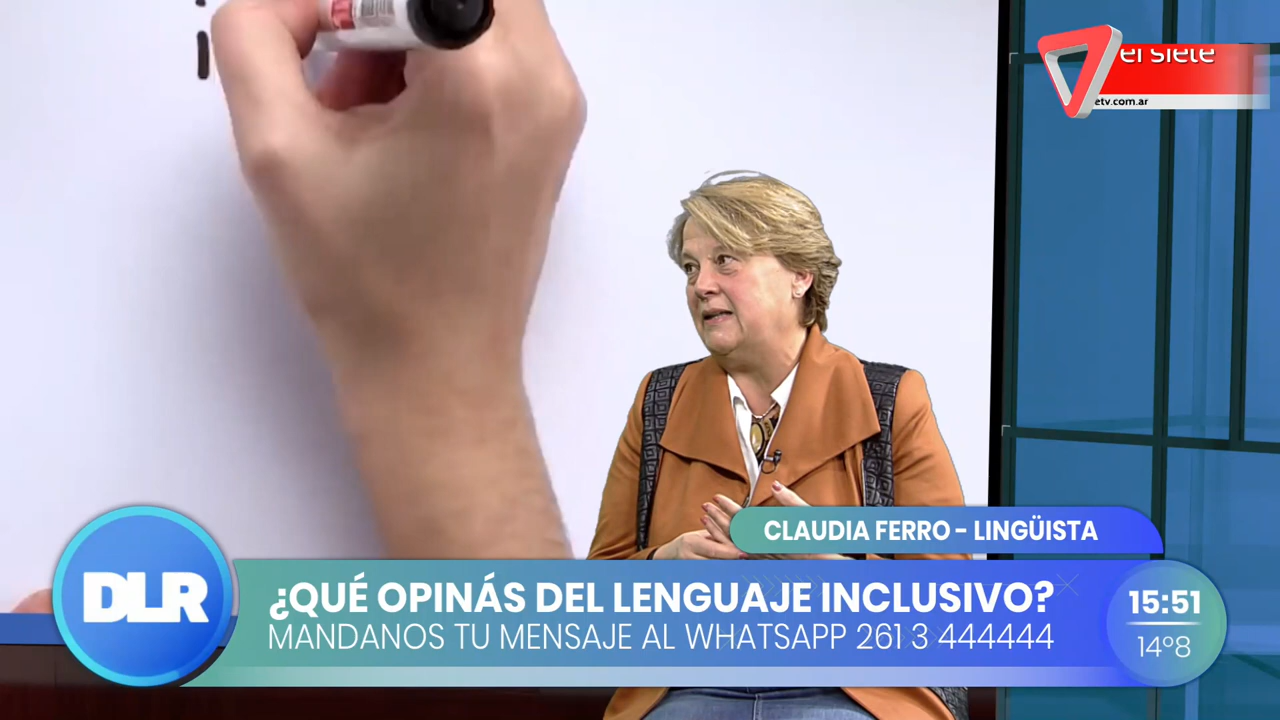 el siete
etv.com.ar
CLAUDIA FERRO - LINGÜISTA
DLR
¿QUÉ OPINÁS DEL LENGUAJE INCLUSIVO?
MANDANOS TU MENSAJE AL WHATSAPP 261 3 444444
15:51
14º8